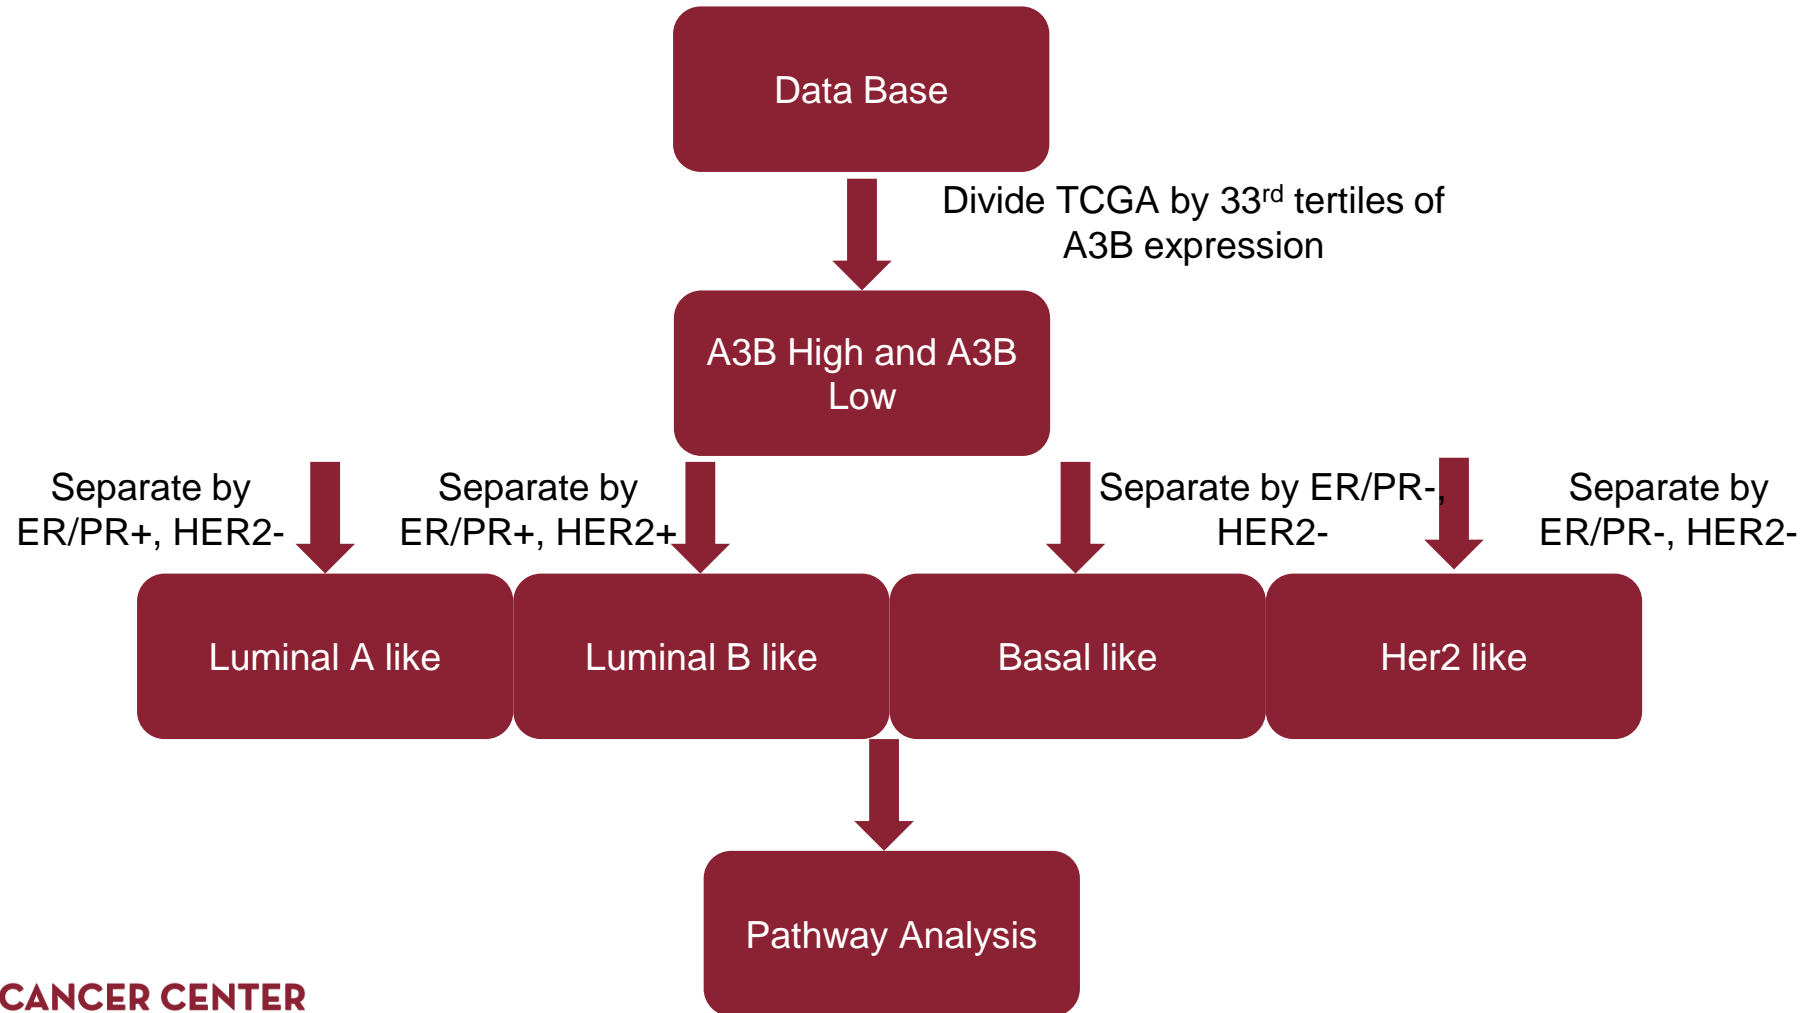 Data Base
Divide TCGA by 33rd tertiles of
A3B expression
A3B High and A3B
Low
Separate by
ER/PR+, HER2-
Separate by
ER/PR+, HER2+
Separate by ER/PR-,
HER2-
Separate by
ER/PR-, HER2-
Luminal A like
Luminal B like
Basal like
Her2 like
Pathway Analysis
CANCER CENTER